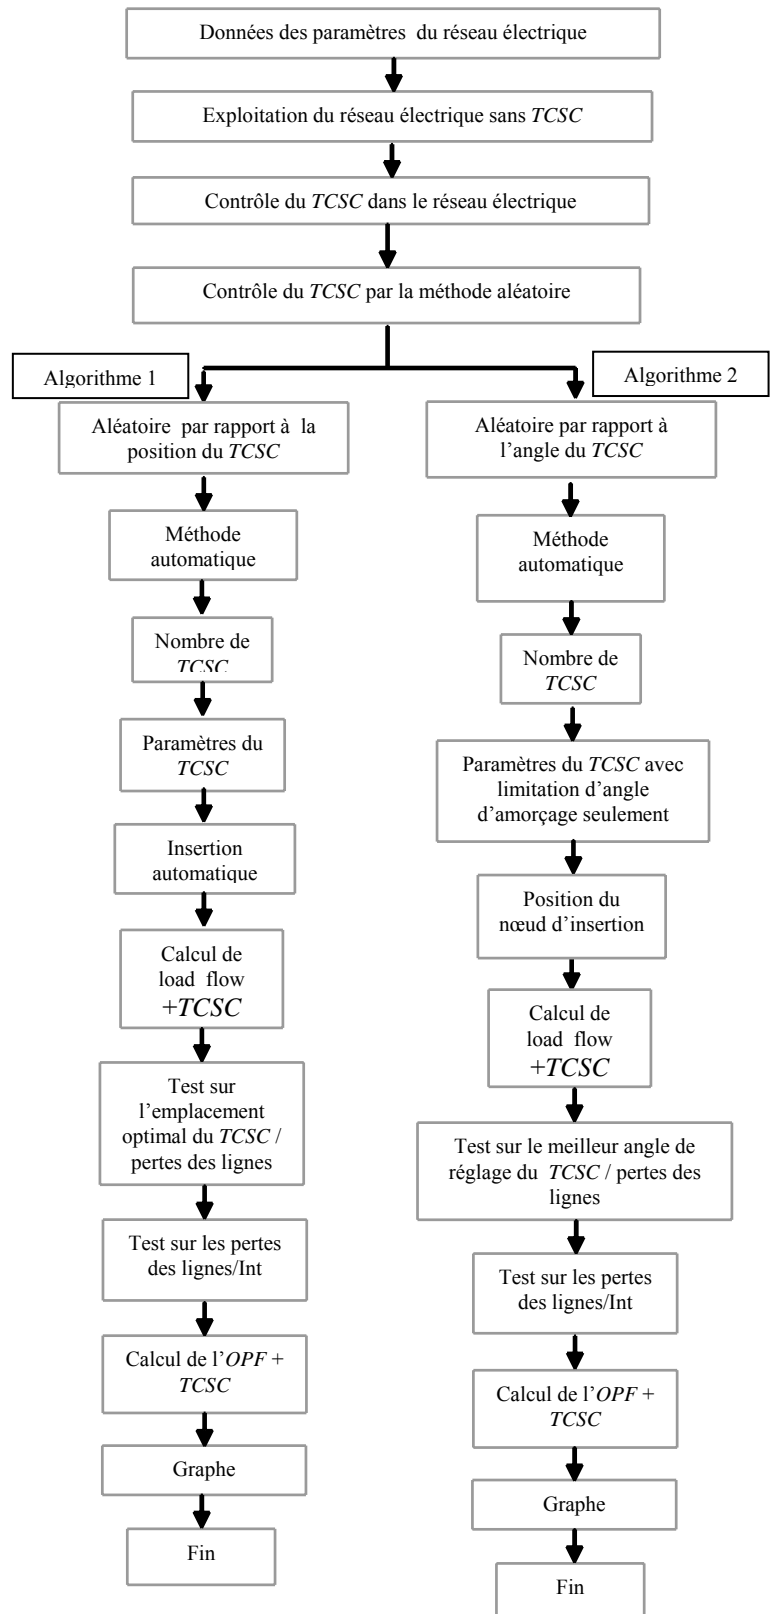 Données des paramètres du réseau électrique
Exploitation du réseau électrique sans TCSC
Contrôle du TCSC dans le réseau électrique
Contrôle du TCSC par la méthode aléatoire
Algorithme 1
Aléatoire par rapport à la
position du TCSC
Méthode
automatique
Nombre de
TCSC
Paramètres du
TCSC
Insertion
automatique
Calcul de
load flow
+TCSC
Test sur
l’emplacement
optimal du TCSC /
pertes des lignes
Test sur les pertes
des lignes/Int
Calcul de l’OPF +
TCSC
Graphe
Fin
Algorithme 2
Aléatoire par rapport à
l’angle du TCSC
Méthode
automatique
Nombre de
TCSC
Paramètres du TCSC avec
limitation d’angle
d’amorçage seulement
Position du
nœud d’insertion
Calcul de
load flow
+TCSC
Test sur le meilleur angle de
réglage du TCSC / pertes des
lignes
Test sur les pertes
des lignes/Int
Calcul de l’OPF +
TCSC
Graphe
Fin